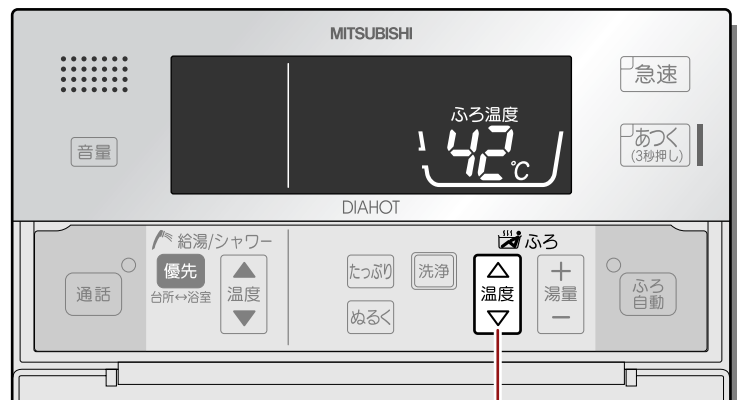 MITSUBISHI
急速
ふろ温度
42℃
あつく
(3秒押し)
音量
DIAHOT
給湯/シャワー
ふろ
通話
優先
台所↔浴室
温度
たっぷり
洗浄
ぬるく
温度
湯量
ふろ
自動